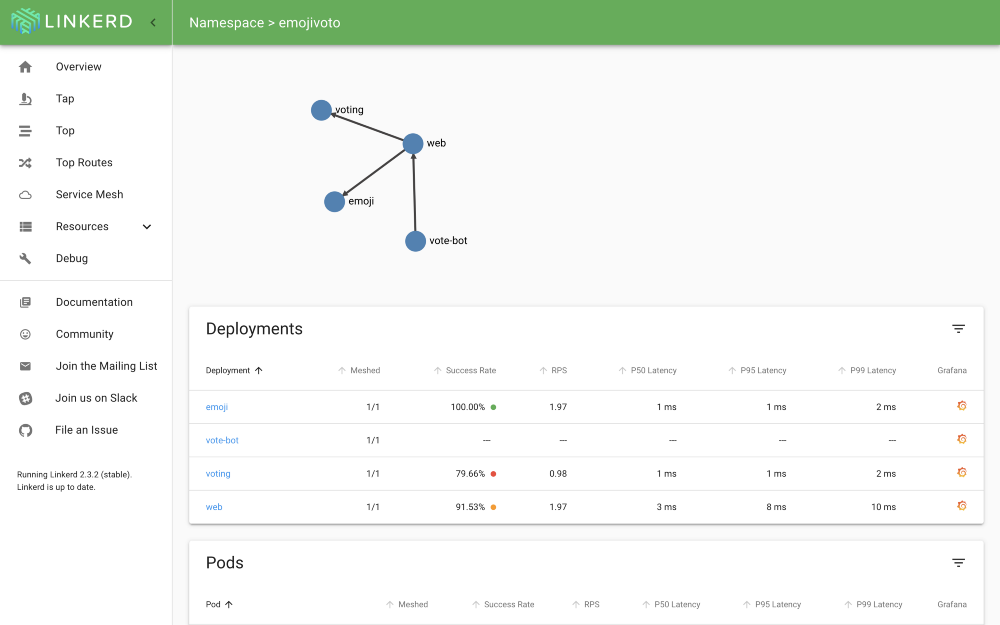 LINKERD
Namespace > emojivoto
Overview
Tap
Top
Top Routes
Service Mesh
Resources
Debug
Documentation
Community
Join the Mailing List
Join us on Slack
File an Issue
Running Linkerd 2.3.2 (stable).
Linkerd is up to date.
voting
web
emoji
vote-bot
Deployments
Deployment Meshed Success Rate RPS P50 Latency P95 Latency P99 Latency Grafana
emoji 1/1 100.00% 1.97 1 ms 1 ms 2 ms
vote-bot 1/1 --- --- --- --- ---
voting 1/1 79.66% 0.98 1 ms 1 ms 2 ms
web 1/1 91.53% 1.97 3 ms 8 ms 10 ms
Pods
Pod Meshed Success Rate RPS P50 Latency P95 Latency P99 Latency Grafana